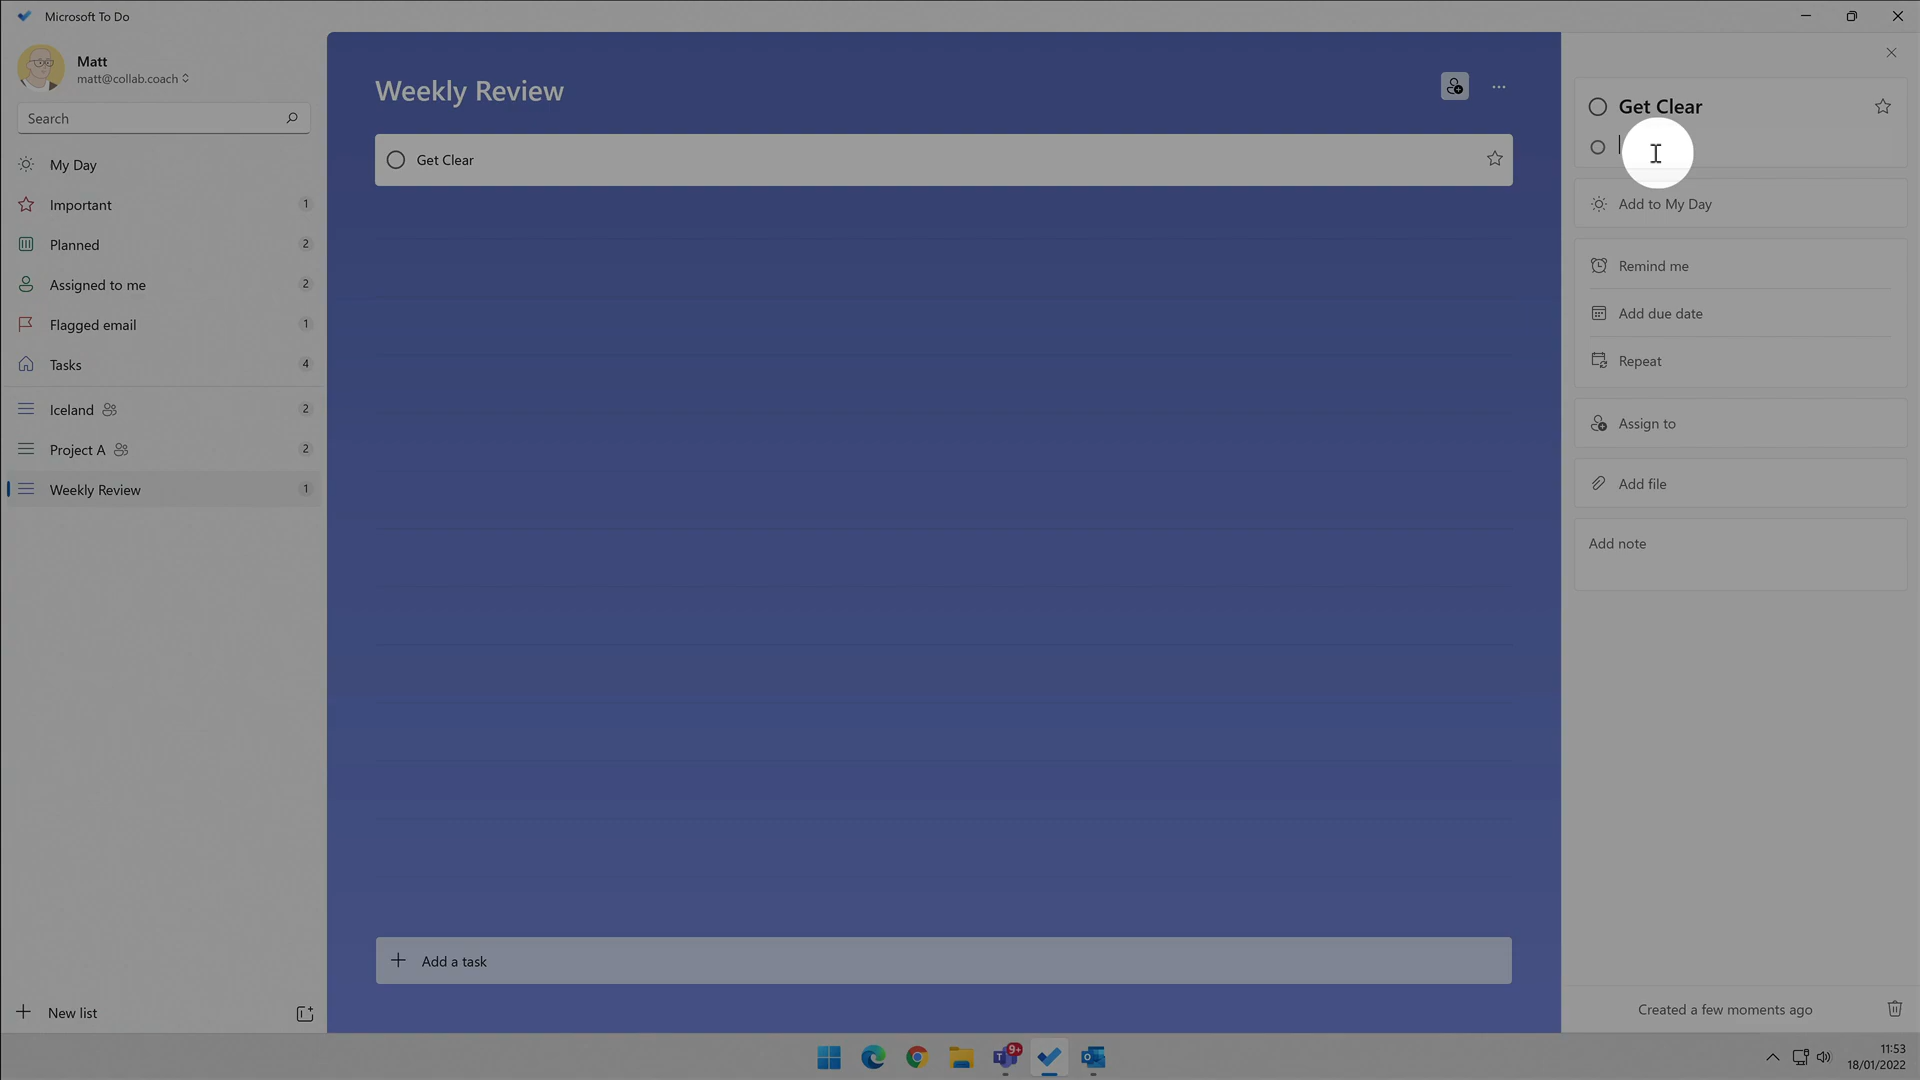 Microsoft To Do
Matt
matt@collab.coach
Search
My Day
Important 1
Planned 2
Assigned to me 2
Flagged email 1
Tasks 4
Iceland 2
Project A 2
Weekly Review 1
New list
Weekly Review
Get Clear
Add a task
Get Clear
Add to My Day
Remind me
Add due date
Repeat
Assign to
Add file
Add note
Created a few moments ago
9+
11:53
18/01/2022